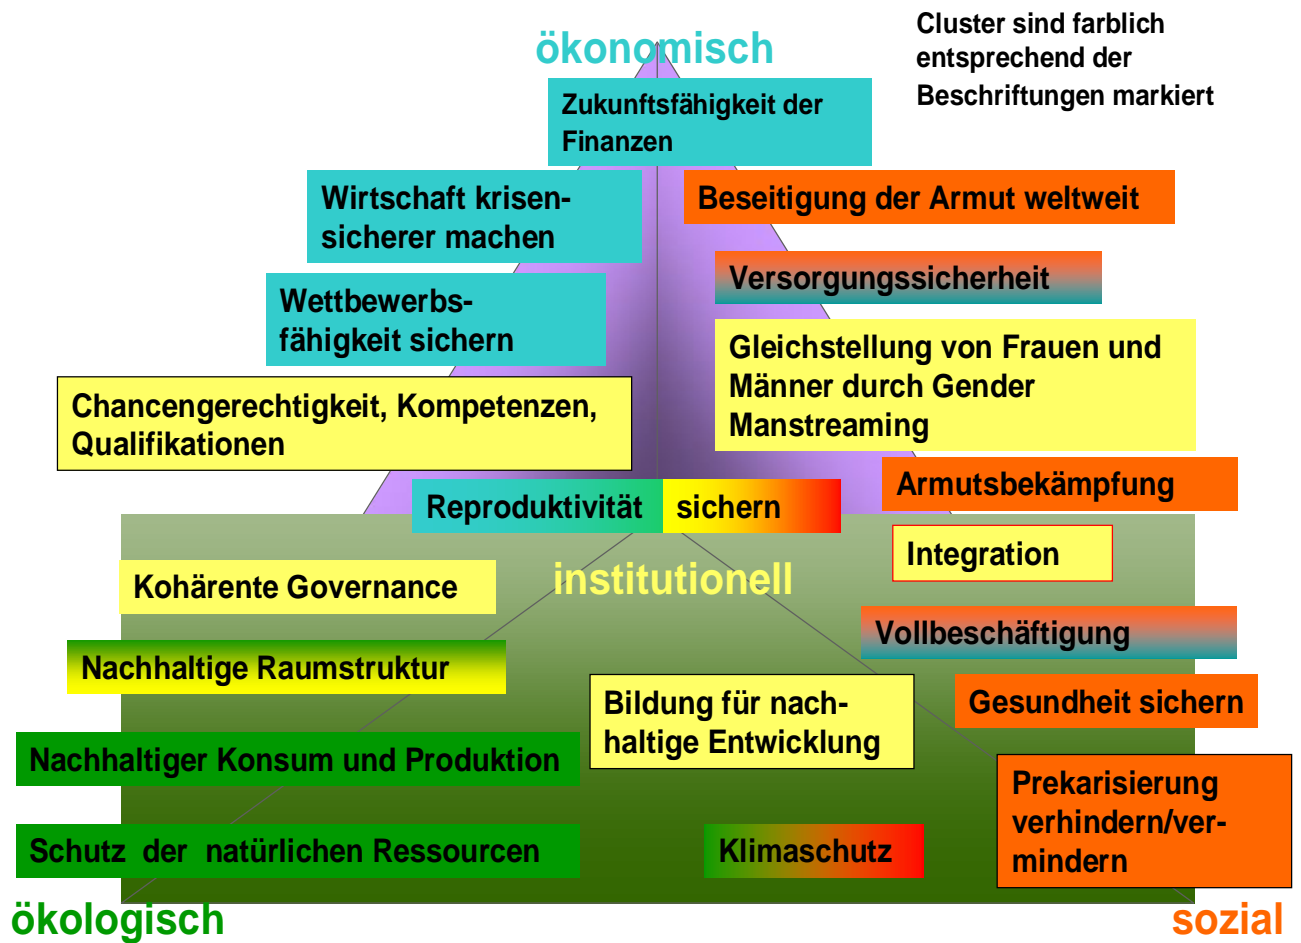 ökonomisch
Cluster sind farblich
entsprechend der
Beschriftungen markiert
Zukunftsfähigkeit der
Finanzen
Wirtschaft krisen-
sicherer machen
Beseitigung der Armut weltweit
Versorgungssicherheit
Wettbewerbs-
fähigkeit sichern
Gleichstellung von Frauen und
Männer durch Gender
Manstreaming
Chancengerechtigkeit, Kompetenzen,
Qualifikationen
Armutsbekämpfung
Reproduktivität sichern
Integration
institutionell
Kohärente Governance
Vollbeschäftigung
Nachhaltige Raumstruktur
Bildung für nach-
haltige Entwicklung
Gesundheit sichern
Nachhaltiger Konsum und Produktion
Prekarisierung
verhindern/ver-
mindern
Schutz der natürlichen Ressourcen
Klimaschutz
ökologisch
sozial